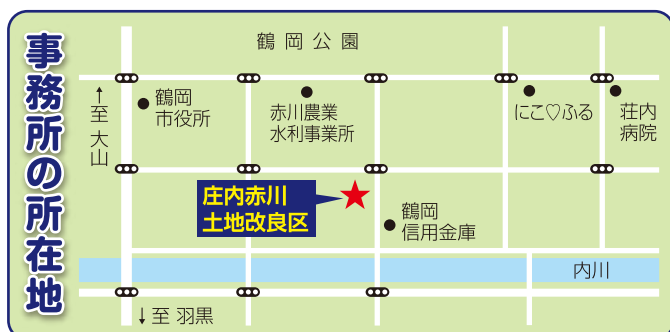 事務所の所在地
鶴岡公園
↑至 大山
鶴岡
市役所
赤川農業
水利事業所
にこ♡ふる
荘内
病院
庄内赤川
土地改良区
鶴岡
信用金庫
内川
↓至 羽黒